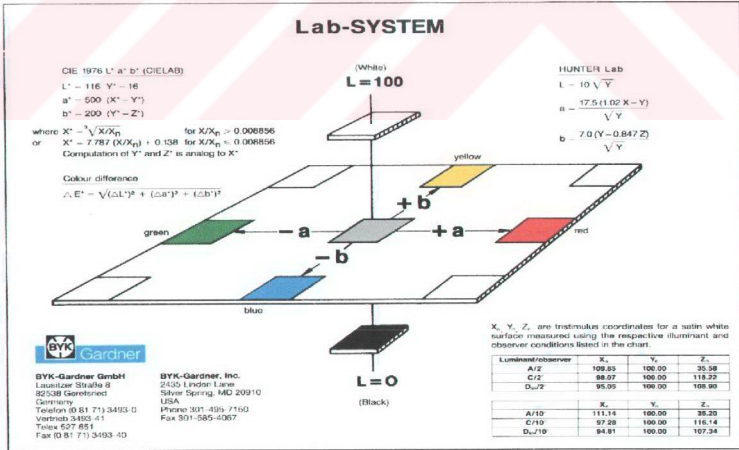 Lab-SYSTEM
CIE 1976 L* a* b* (CIELAB)
L* = 116 Y* - 16
a* = 500 (X* - Y*)
b* = 200 (Y* - Z*)
where X* = ³√X/Xn for X/Xn > 0.008856
or X* = 7.787 (X/Xn) + 0.138 for X/Xn ≤ 0.008856
Computation of Y* and Z* is analog to X*
Colour difference
△E* = √(△L*)² + (△a*)² + (△b*)²
(White)
L=100
HUNTER Lab
L = 10 √Y
a = 17.5 (1.02 X - Y) / √Y
b = 7.0 (Y - 0.847 Z) / √Y
yellow
+b
green
-a
+a
red
-b
blue
L=O
(Black)
BYK
Gardner
BYK-Gardner GmbH
Lausitzer Straße 8
82538 Geretsried
Germany
Telefon (0 81 71) 3493-0
Vertrieb 3493-41
Telex 527 851
Fax (0 81 71) 3493-40
BYK-Gardner, Inc.
2435 Linden Lane
Silver Spring, MD 20910
USA
Phone 301-495-7160
Fax 301-585-4067
Xn, Yn, Zn are tristimulus coordinates for a satin white
surface measured using the respective illuminant and
observer conditions listed in the chart.
Luminant/observer Xn Yn Zn
A/2° 109.85 100.00 35.58
C/2° 98.07 100.00 118.22
D65/2° 95.05 100.00 108.90
Xn Yn Zn
A/10° 111.14 100.00 35.20
C/10° 97.28 100.00 116.14
D65/10° 94.81 100.00 107.34